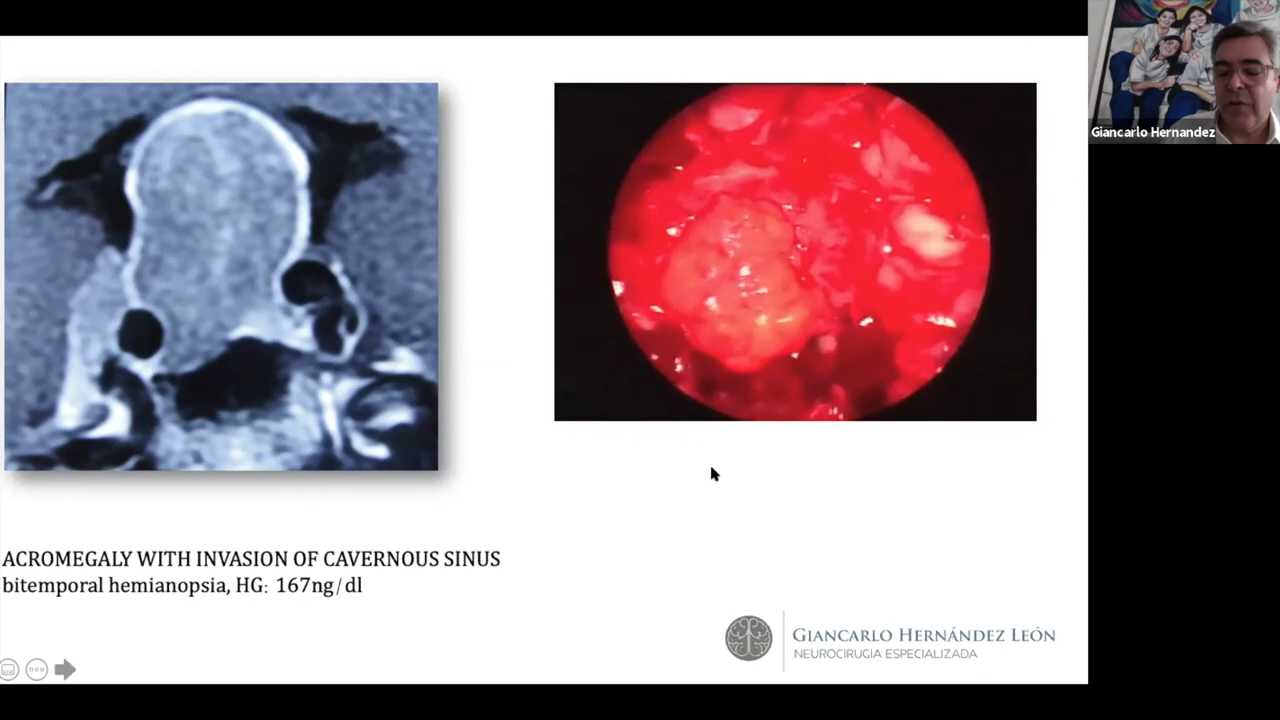 Giancarlo Hernandez
ACROMEGALY WITH INVASION OF CAVERNOUS SINUS
bitemporal hemianopsia, HG: 167ng/dl
GIANCARLO HERNÁNDEZ LEÓN
NEUROCIRUGIA ESPECIALIZADA